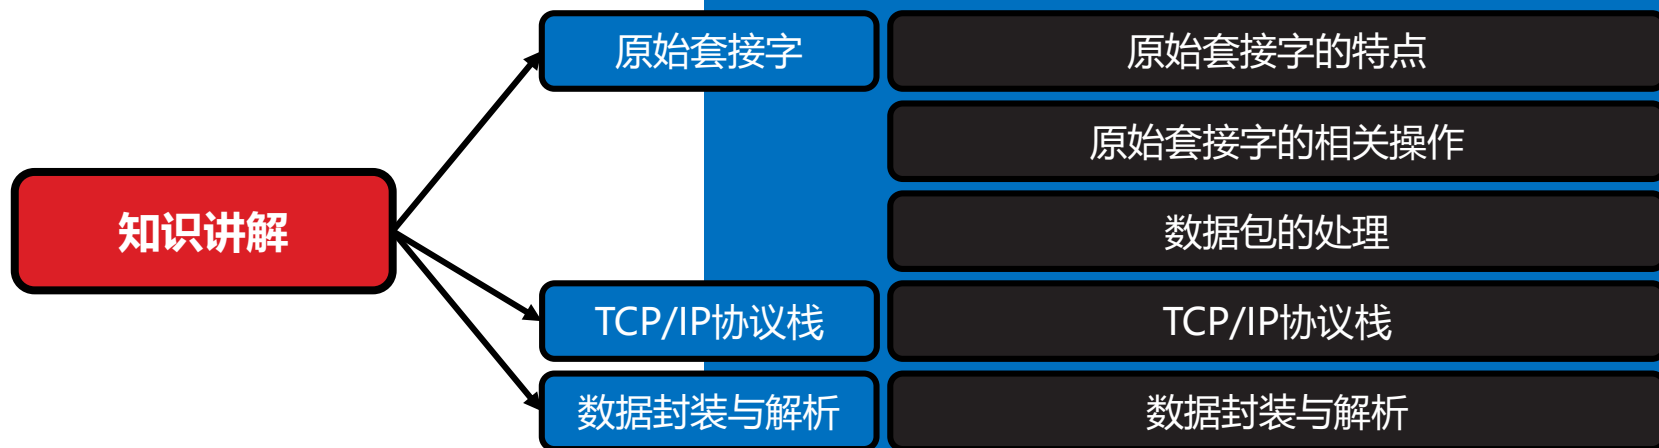 原始套接字
原始套接字的特点
原始套接字的相关操作
数据包的处理
知识讲解
TCP/IP协议栈
TCP/IP协议栈
数据封装与解析
数据封装与解析